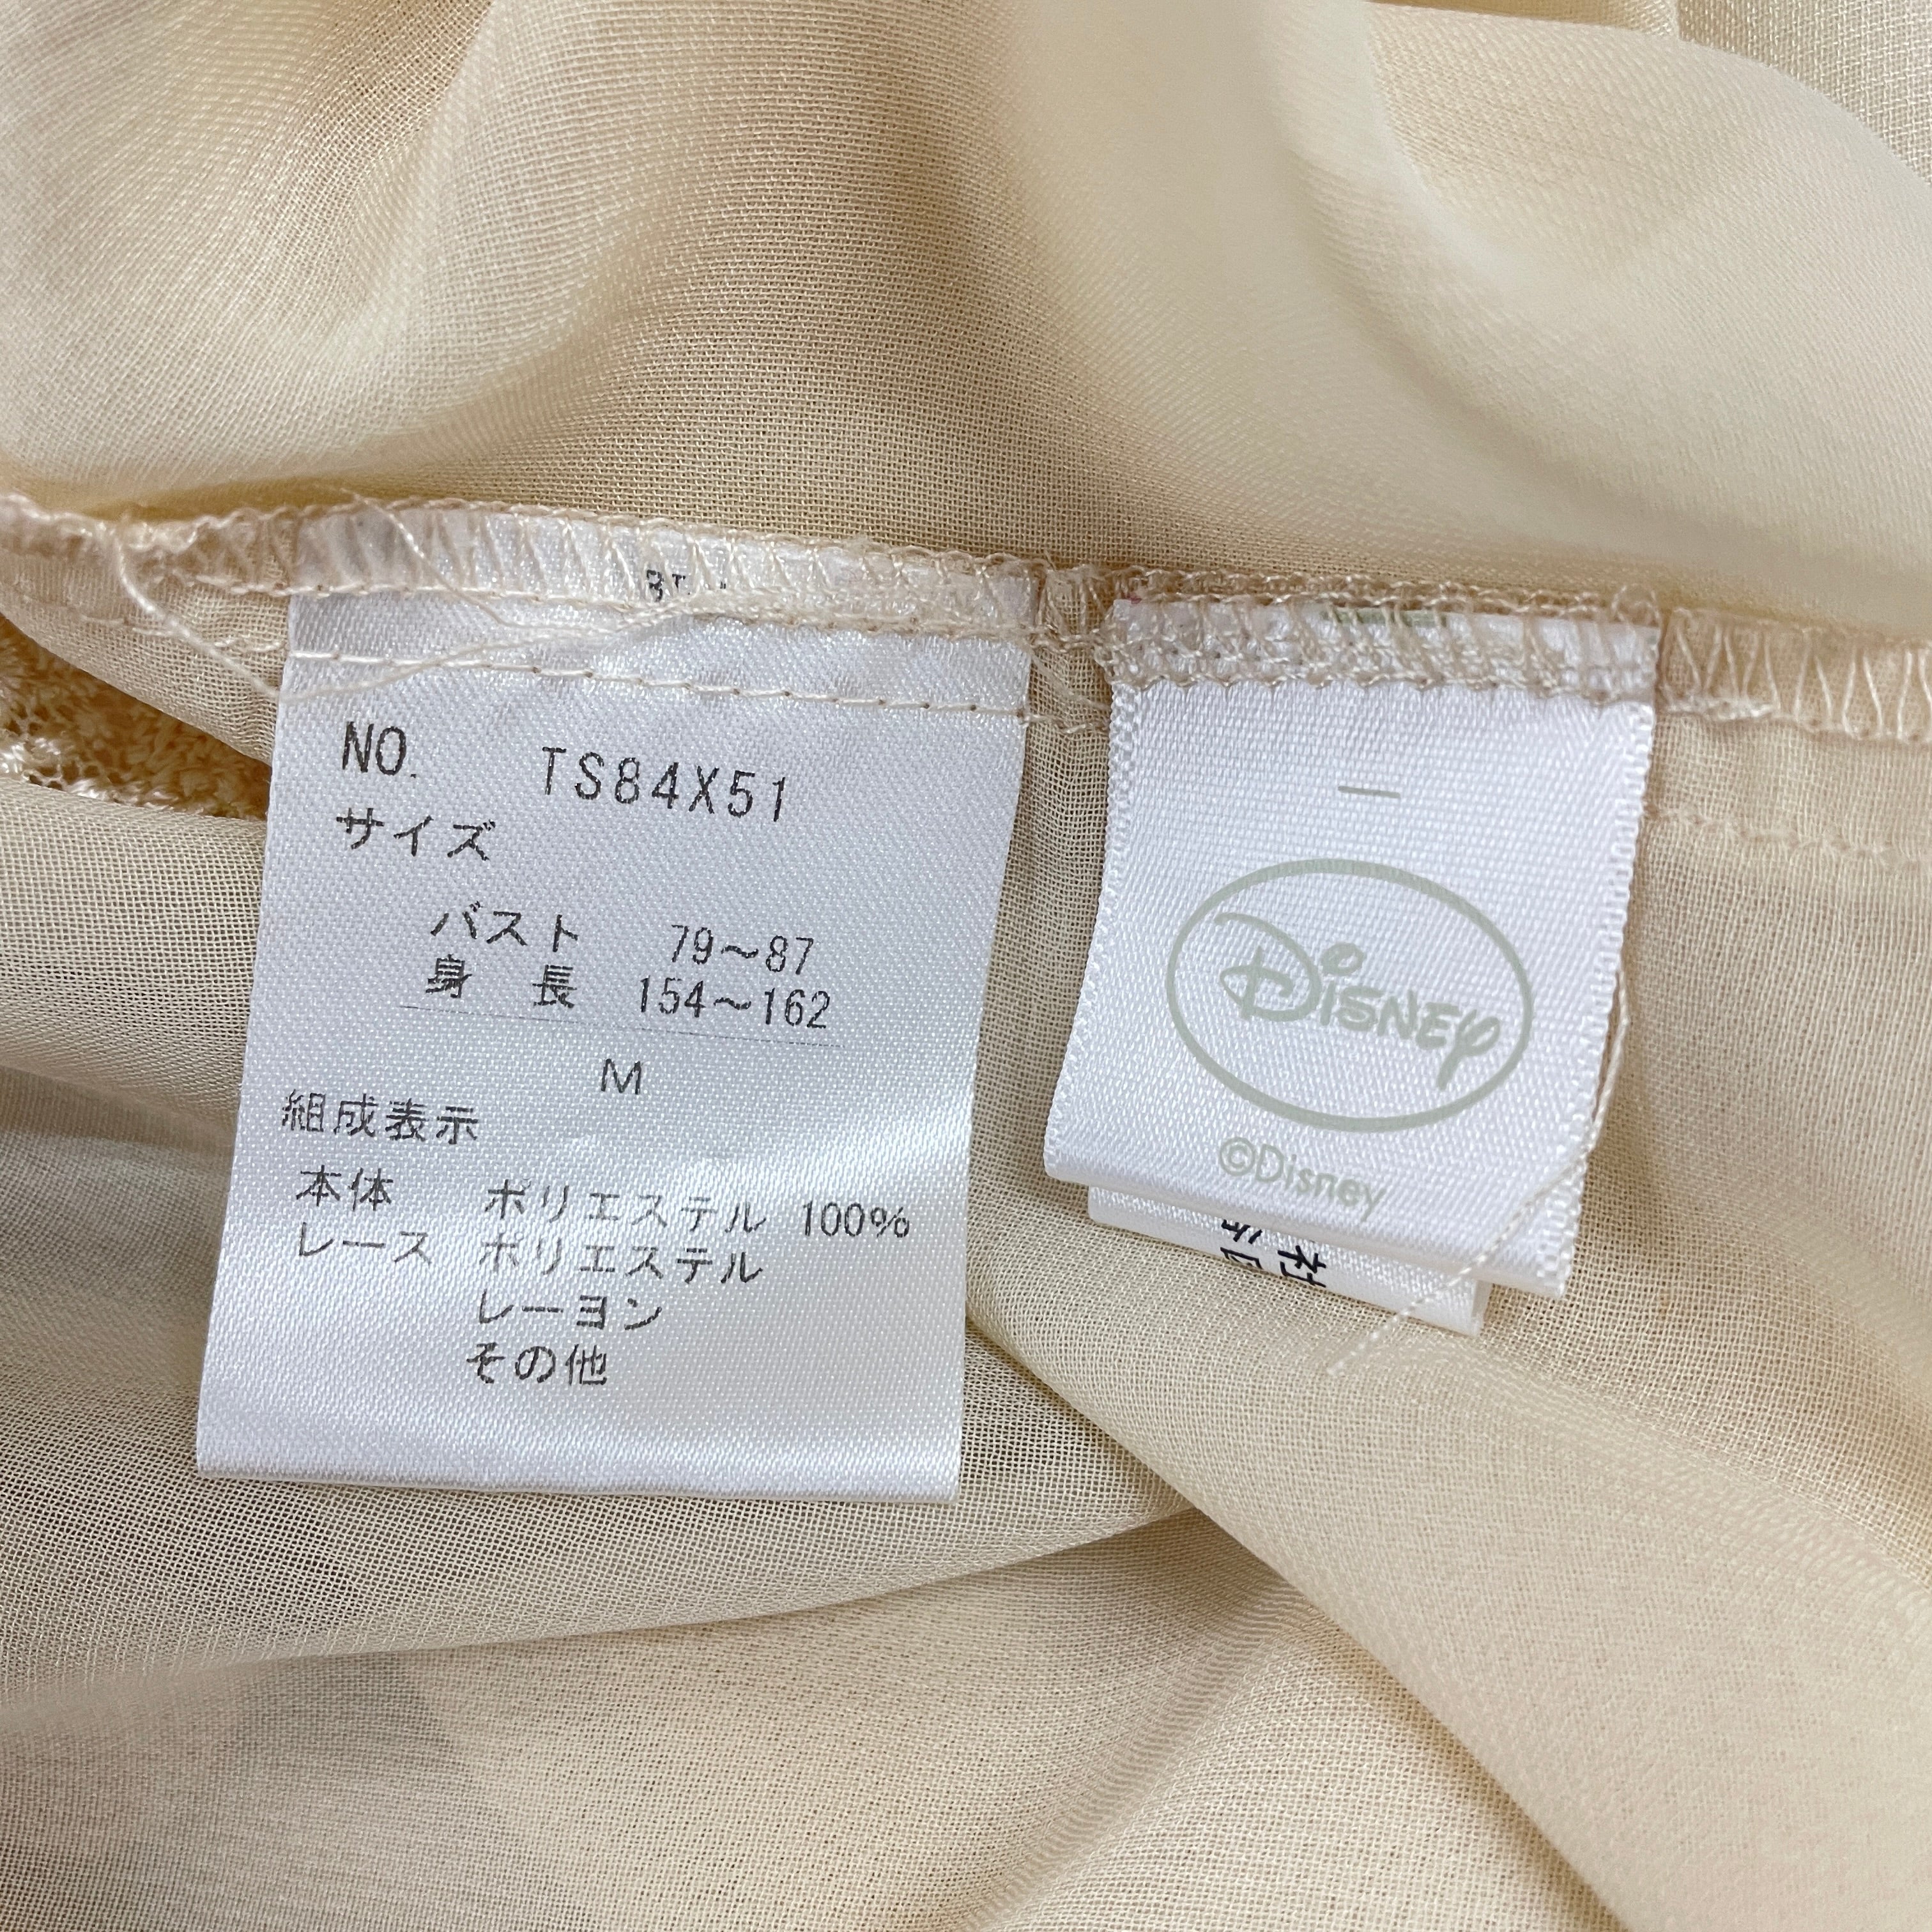 NO. TS84X51
サイズ
バスト 79～87
身 長 154～162
M
組成表示
本体 ポリエステル 100%
レース ポリエステル
レーヨン
その他
Disney
©Disney